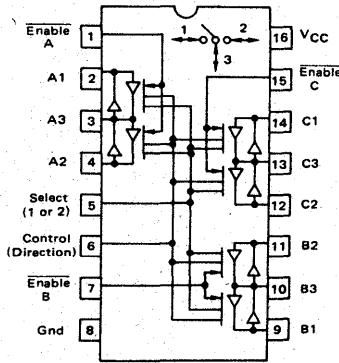 Enable
A
1
A1
2
A3
3
A2
4
Select
(1 or 2)
5
Control
(Direction)
6
Enable
B
7
Gnd
8
1
2
3
16
VCC
15
Enable
C
14
C1
13
C3
12
C2
11
B2
10
B3
9
B1